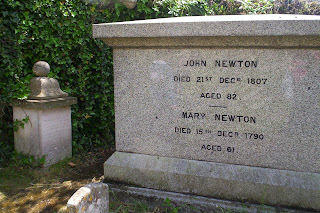 JOHN NEWTON
DIED 21ST DECR 1807
AGED 82
MARY NEWTON
DIED 15TH DECR 1790
AGED 61